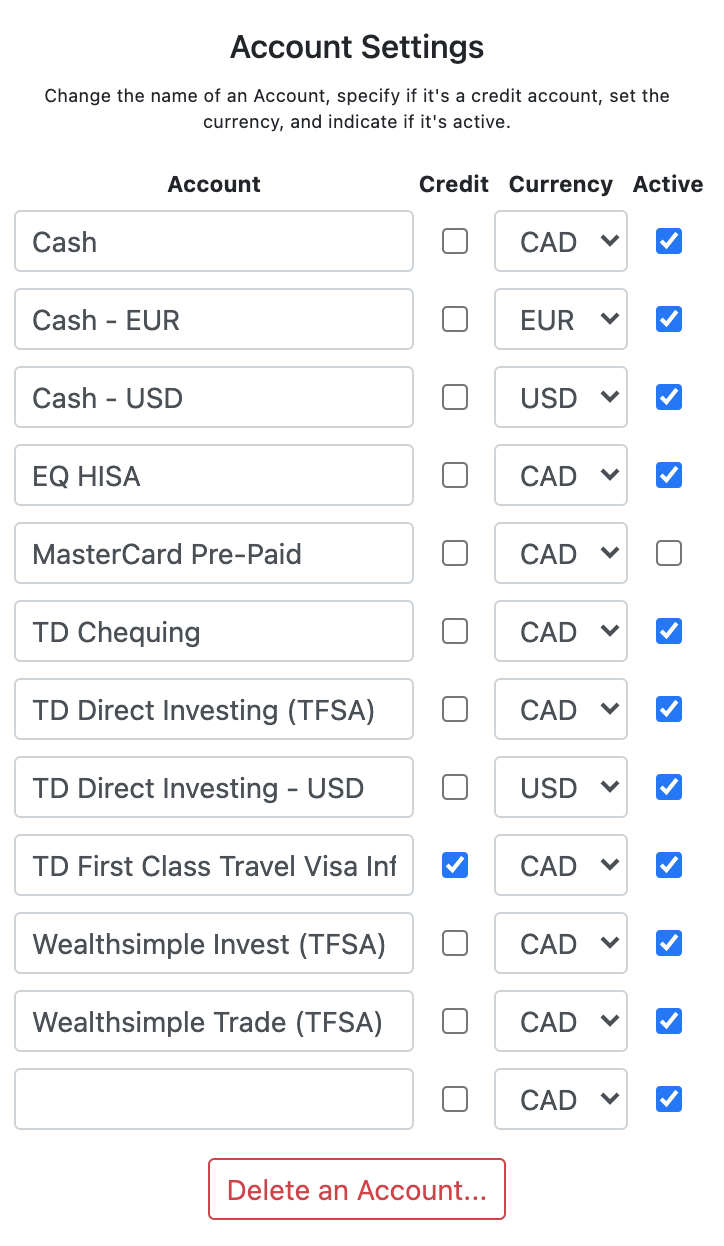 Account Settings
Change the name of an Account, specify if it's a credit account, set the
currency, and indicate if it's active.
Account Credit Currency Active
Cash CAD
Cash - EUR EUR
Cash - USD USD
EQ HISA CAD
MasterCard Pre-Paid CAD
TD Chequing CAD
TD Direct Investing (TFSA) CAD
TD Direct Investing - USD USD
TD First Class Travel Visa Inf CAD
Wealthsimple Invest (TFSA) CAD
Wealthsimple Trade (TFSA) CAD
CAD
Delete an Account...